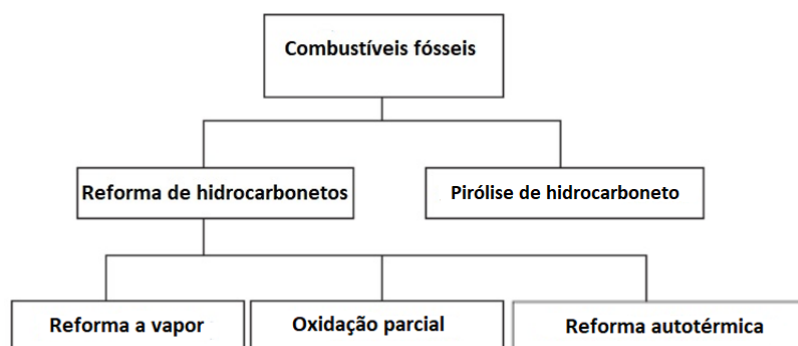 Combustíveis fósseis
Reforma de hidrocarbonetos
Pirólise de hidrocarboneto
Reforma a vapor
Oxidação parcial
Reforma autotérmica